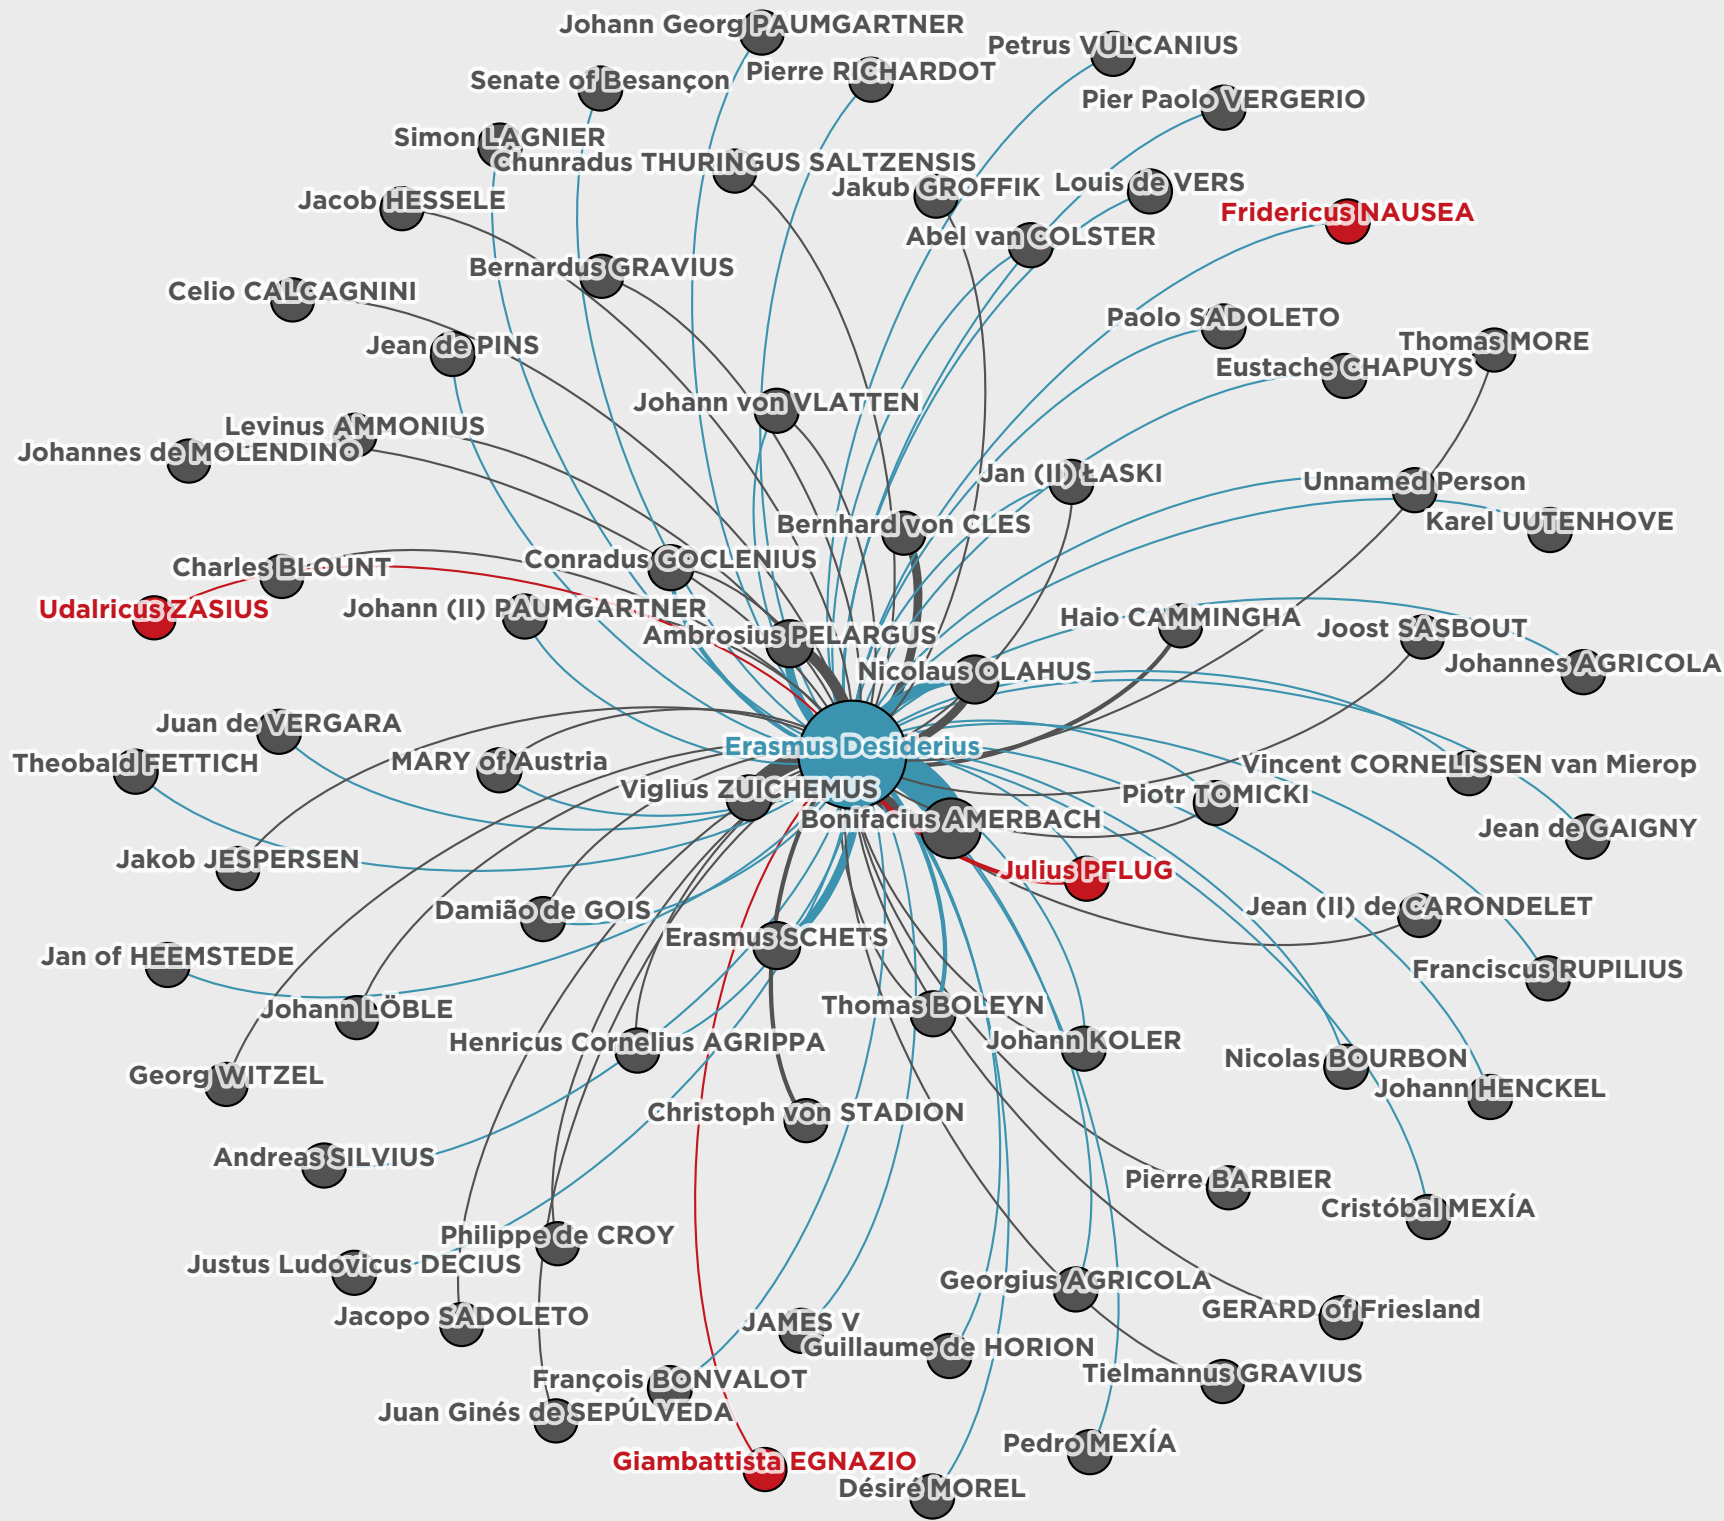 Johann Georg PAUMGARTNER
Petrus VULCANIUS
Pierre RICHARDOT
Senate of Besançon
Pier Paolo VERGERIO
Simon LAGNIER
Chunradus THURINGUS SALTZENSIS
Louis de VERS
Jakub GROFFIK
Jacob HESSELE
Fridericus NAUSEA
Abel van COLSTER
Bernardus GRAVIUS
Celio CALCAGNINI
Paolo SADOLETO
Thomas MORE
Jean de PINS
Eustache CHAPUYS
Johann von VLATTEN
Levinus AMMONIUS
Johannes de MOLENDINO
Jan (II) ŁASKI
Unnamed Person
Karel UUTENHOVE
Bernhard von CLES
Conradus GOCLENIUS
Charles BLOUNT
Udalricus ZASIUS
Johann (II) PAUMGARTNER
Haio CAMMINGHA
Joost SASBOUT
Ambrosius PELARGUS
Johannes AGRICOLA
Nicolaus OLAHUS
Juan de VERGARA
Erasmus Desiderius
Theobald FETTICH
MARY of Austria
Vincent CORNELISSEN van Mierop
Viglius ZUICHEMUS
Piotr TOMICKI
Bonifacius AMERBACH
Jean de GAIGNY
Jakob JESPERSEN
Julius PFLUG
Jean (II) de CARONDELET
Damião de GOIS
Erasmus SCHETS
Jan of HEEMSTEDE
Franciscus RUPILIUS
Thomas BOLEYN
Johann LÖBLE
Henricus Cornelius AGRIPPA
Johann KOLER
Nicolas BOURBON
Georg WITZEL
Johann HENCKEL
Christoph von STADION
Andreas SILVIUS
Pierre BARBIER
Cristóbal MEXÍA
Philippe de CROY
Justus Ludovicus DECIUS
Georgius AGRICOLA
GERARD of Friesland
Jacopo SADOLETO
JAMES V
Guillaume de HORION
Tielmannus GRAVIUS
François BONVALOT
Juan Ginés de SEPÚLVEDA
Pedro MEXÍA
Giambattista EGNAZIO
Désiré MOREL